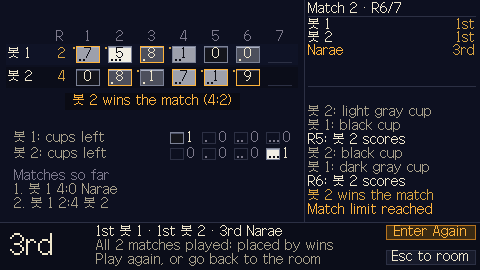 R 1 2 3 4 5 6 7
봇 1 2 7 5 8 1 0 0
봇 2 4 0 8 1 7 1 9
봇 2 wins the match (4:2)
봇 1: cups left 1 0 0 0
봇 2: cups left 0 0 0 1
Matches so far
1. 봇 1 4:0 Narae
2. 봇 1 2:4 봇 2
Match 2 · R6/7
봇 1 1st
봇 2 1st
Narae 3rd
봇 2: light gray cup
봇 1: black cup
R5: 봇 2 scores
봇 2: black cup
봇 1: dark gray cup
R6: 봇 2 scores
봇 2 wins the match
Match limit reached
3rd
1st 봇 1 · 1st 봇 2 · 3rd Narae
All 2 matches played: placed by wins
Play again, or go back to the room
Enter Again
Esc to room